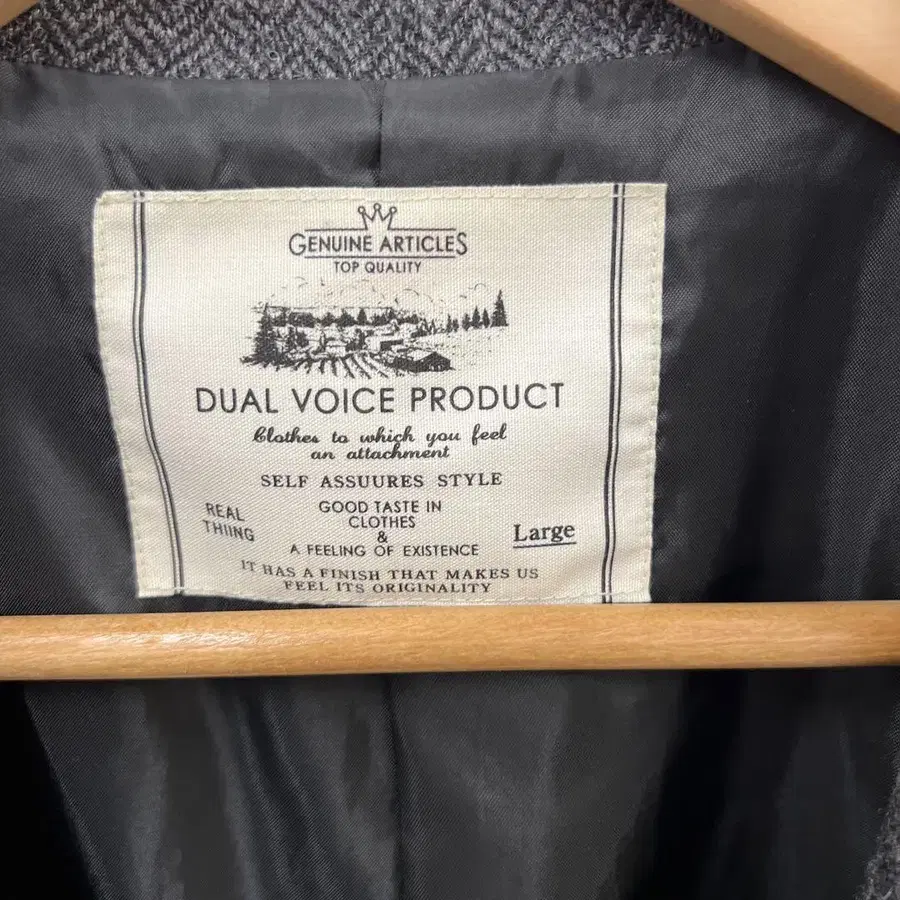 GENUINE ARTICLES
TOP QUALITY
DUAL VOICE PRODUCT
Clothes to which you feel
an attachment
SELF ASSUURES STYLE
REAL
THIING
GOOD TASTE IN
CLOTHES
&
A FEELING OF EXISTENCE
Large
IT HAS A FINISH THAT MAKES US
FEEL ITS ORIGINALITY